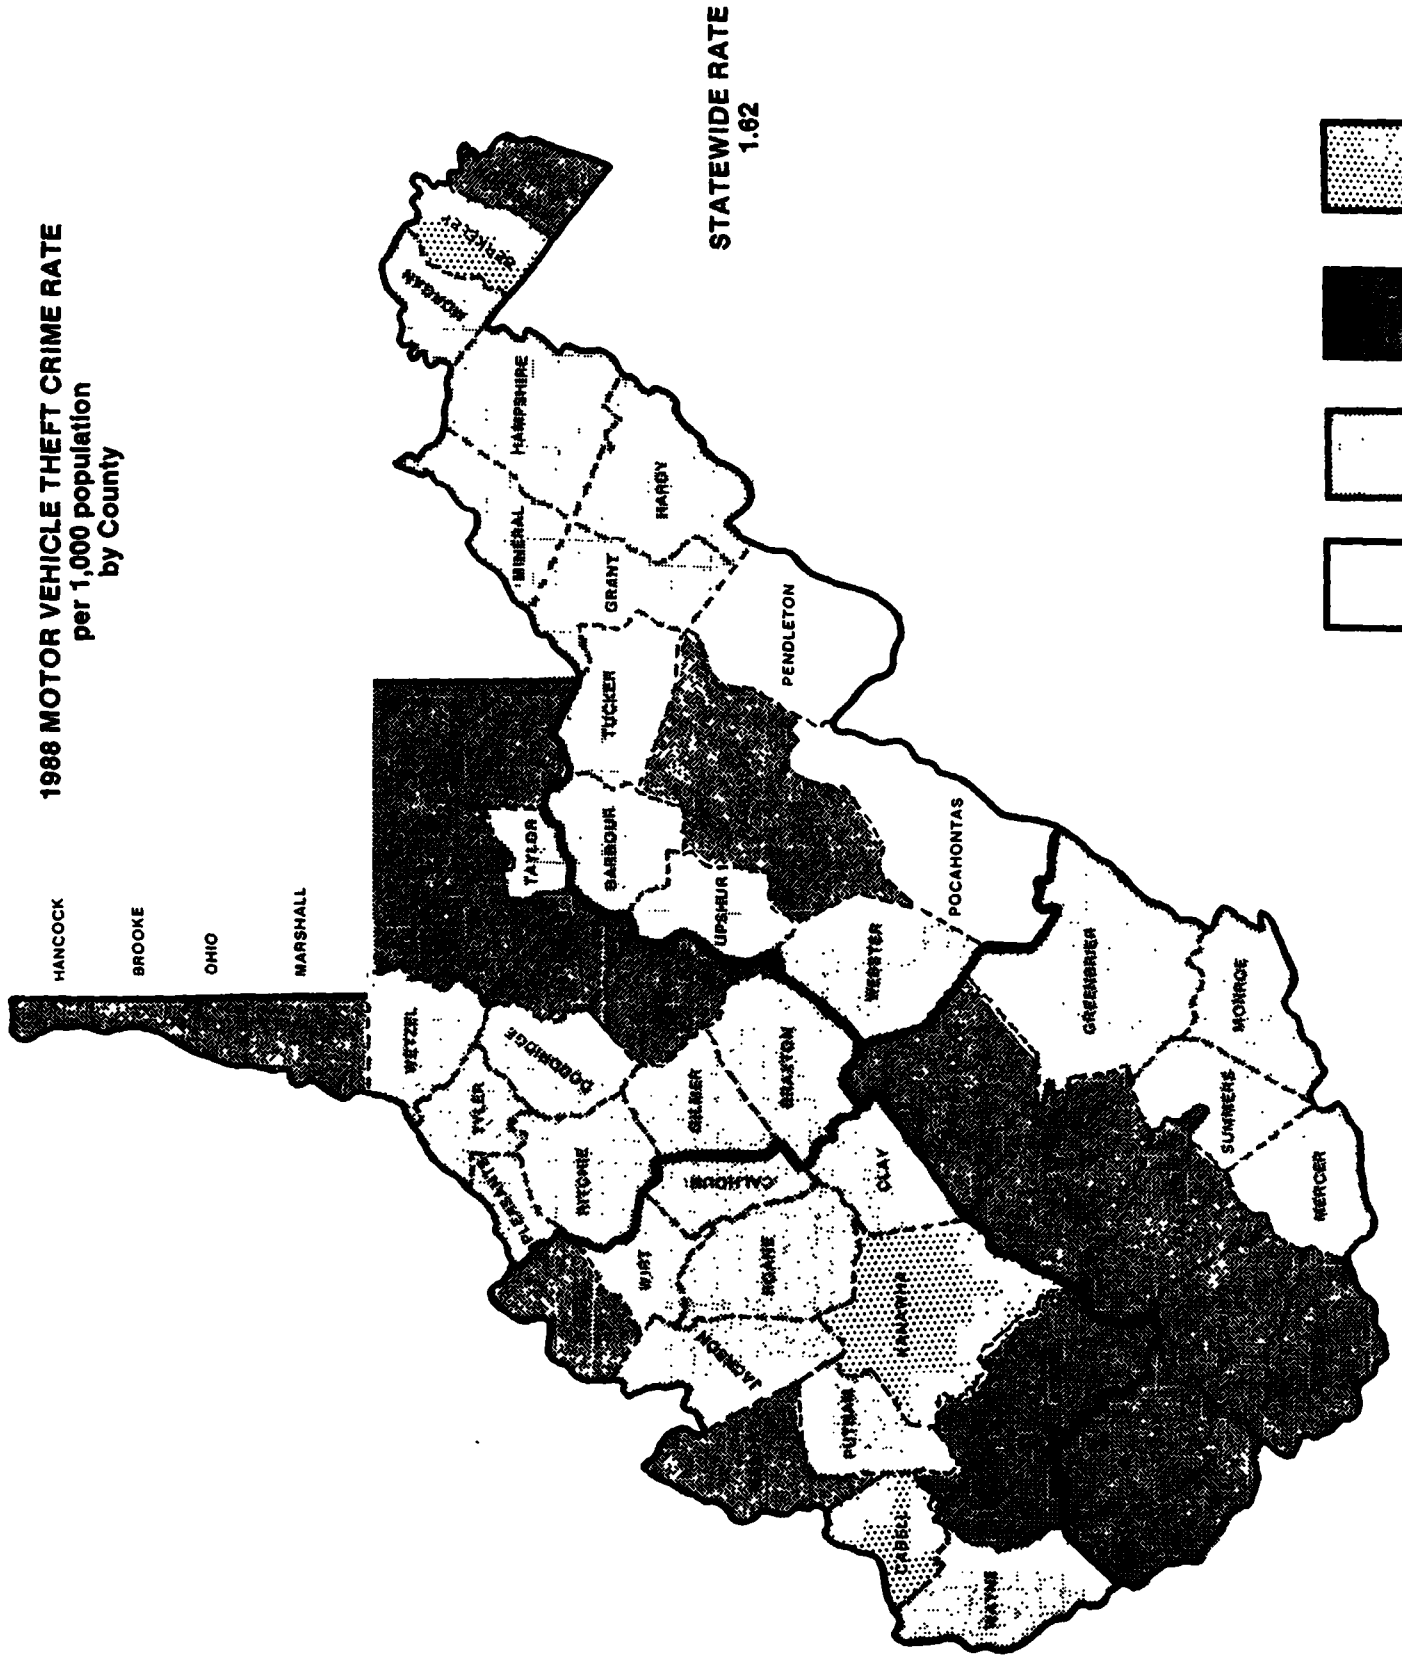 1988 MOTOR VEHICLE THEFT CRIME RATE
per 1,000 population
by County
HANCOCK
BROOKE
OHIO
MARSHALL
STATEWIDE RATE
1.62
MORGAN
BERKELEY
HAMPSHIRE
MINERAL
HARDY
GRANT
PENDLETON
TUCKER
TAYLOR
BARBOUR
UPSHUR
POCAHONTAS
WEBSTER
WETZEL
TYLER
DODDRIDGE
PLEASANTS
RITCHIE
GILMER
BRAXTON
CALHOUN
CLAY
WIRT
ROANE
JACKSON
KANAWHA
PUTNAM
CABELL
WAYNE
GREENBRIER
MONROE
SUMMERS
MERCER